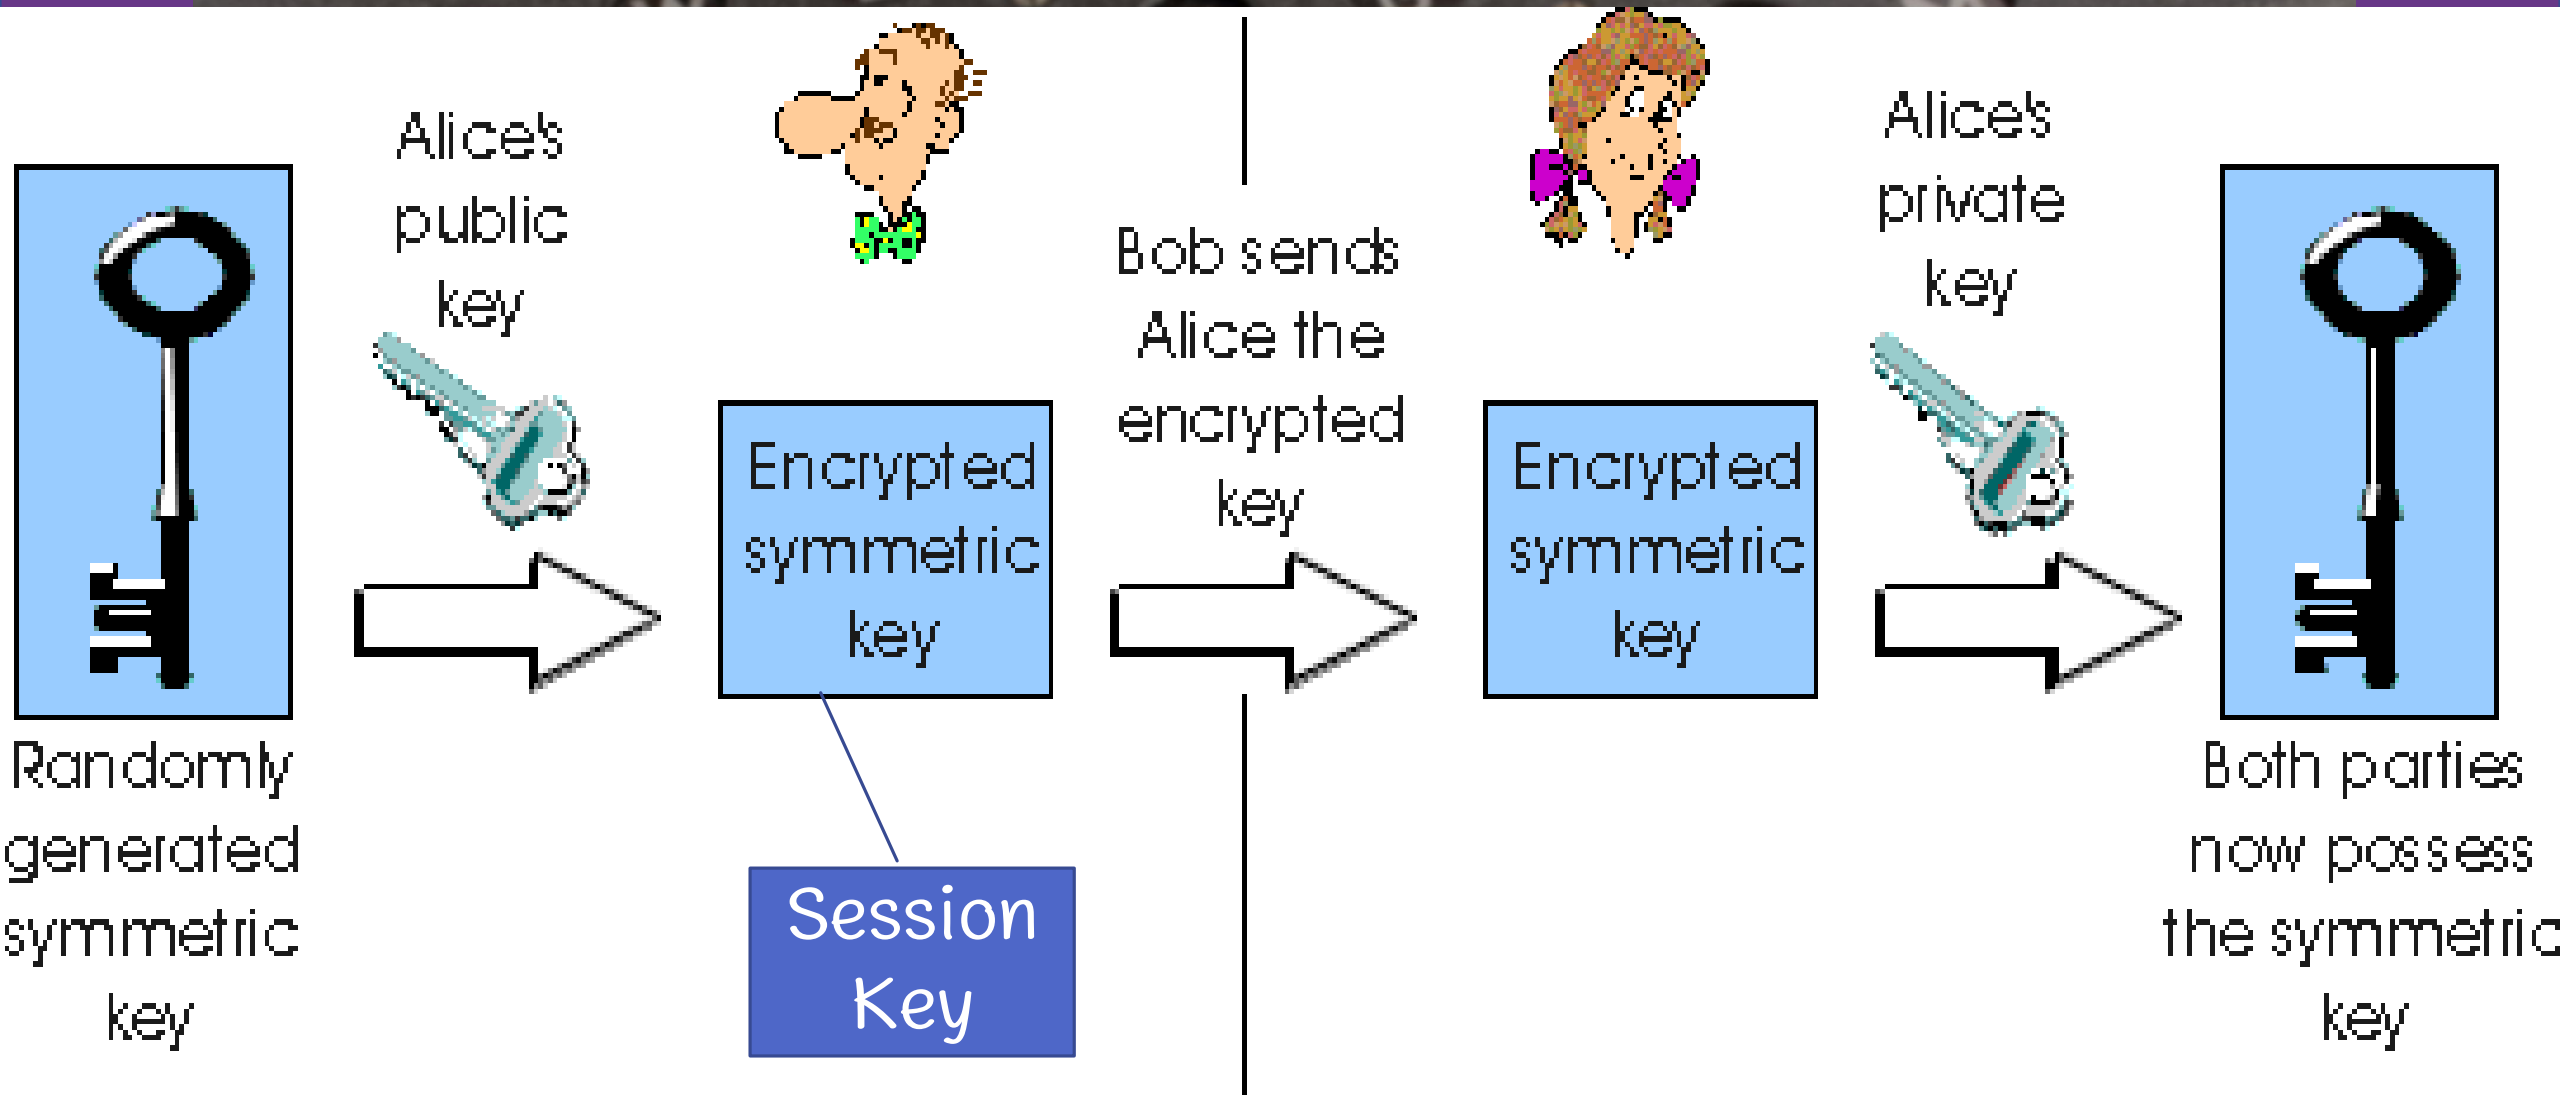 Alice's
public
key
Randomly
generated
symmetric
key
Encrypted
symmetric
key
Session
Key
Bob sends
Alice the
encrypted
key
Encrypted
symmetric
key
Alice's
private
key
Both parties
now possess
the symmetric
key